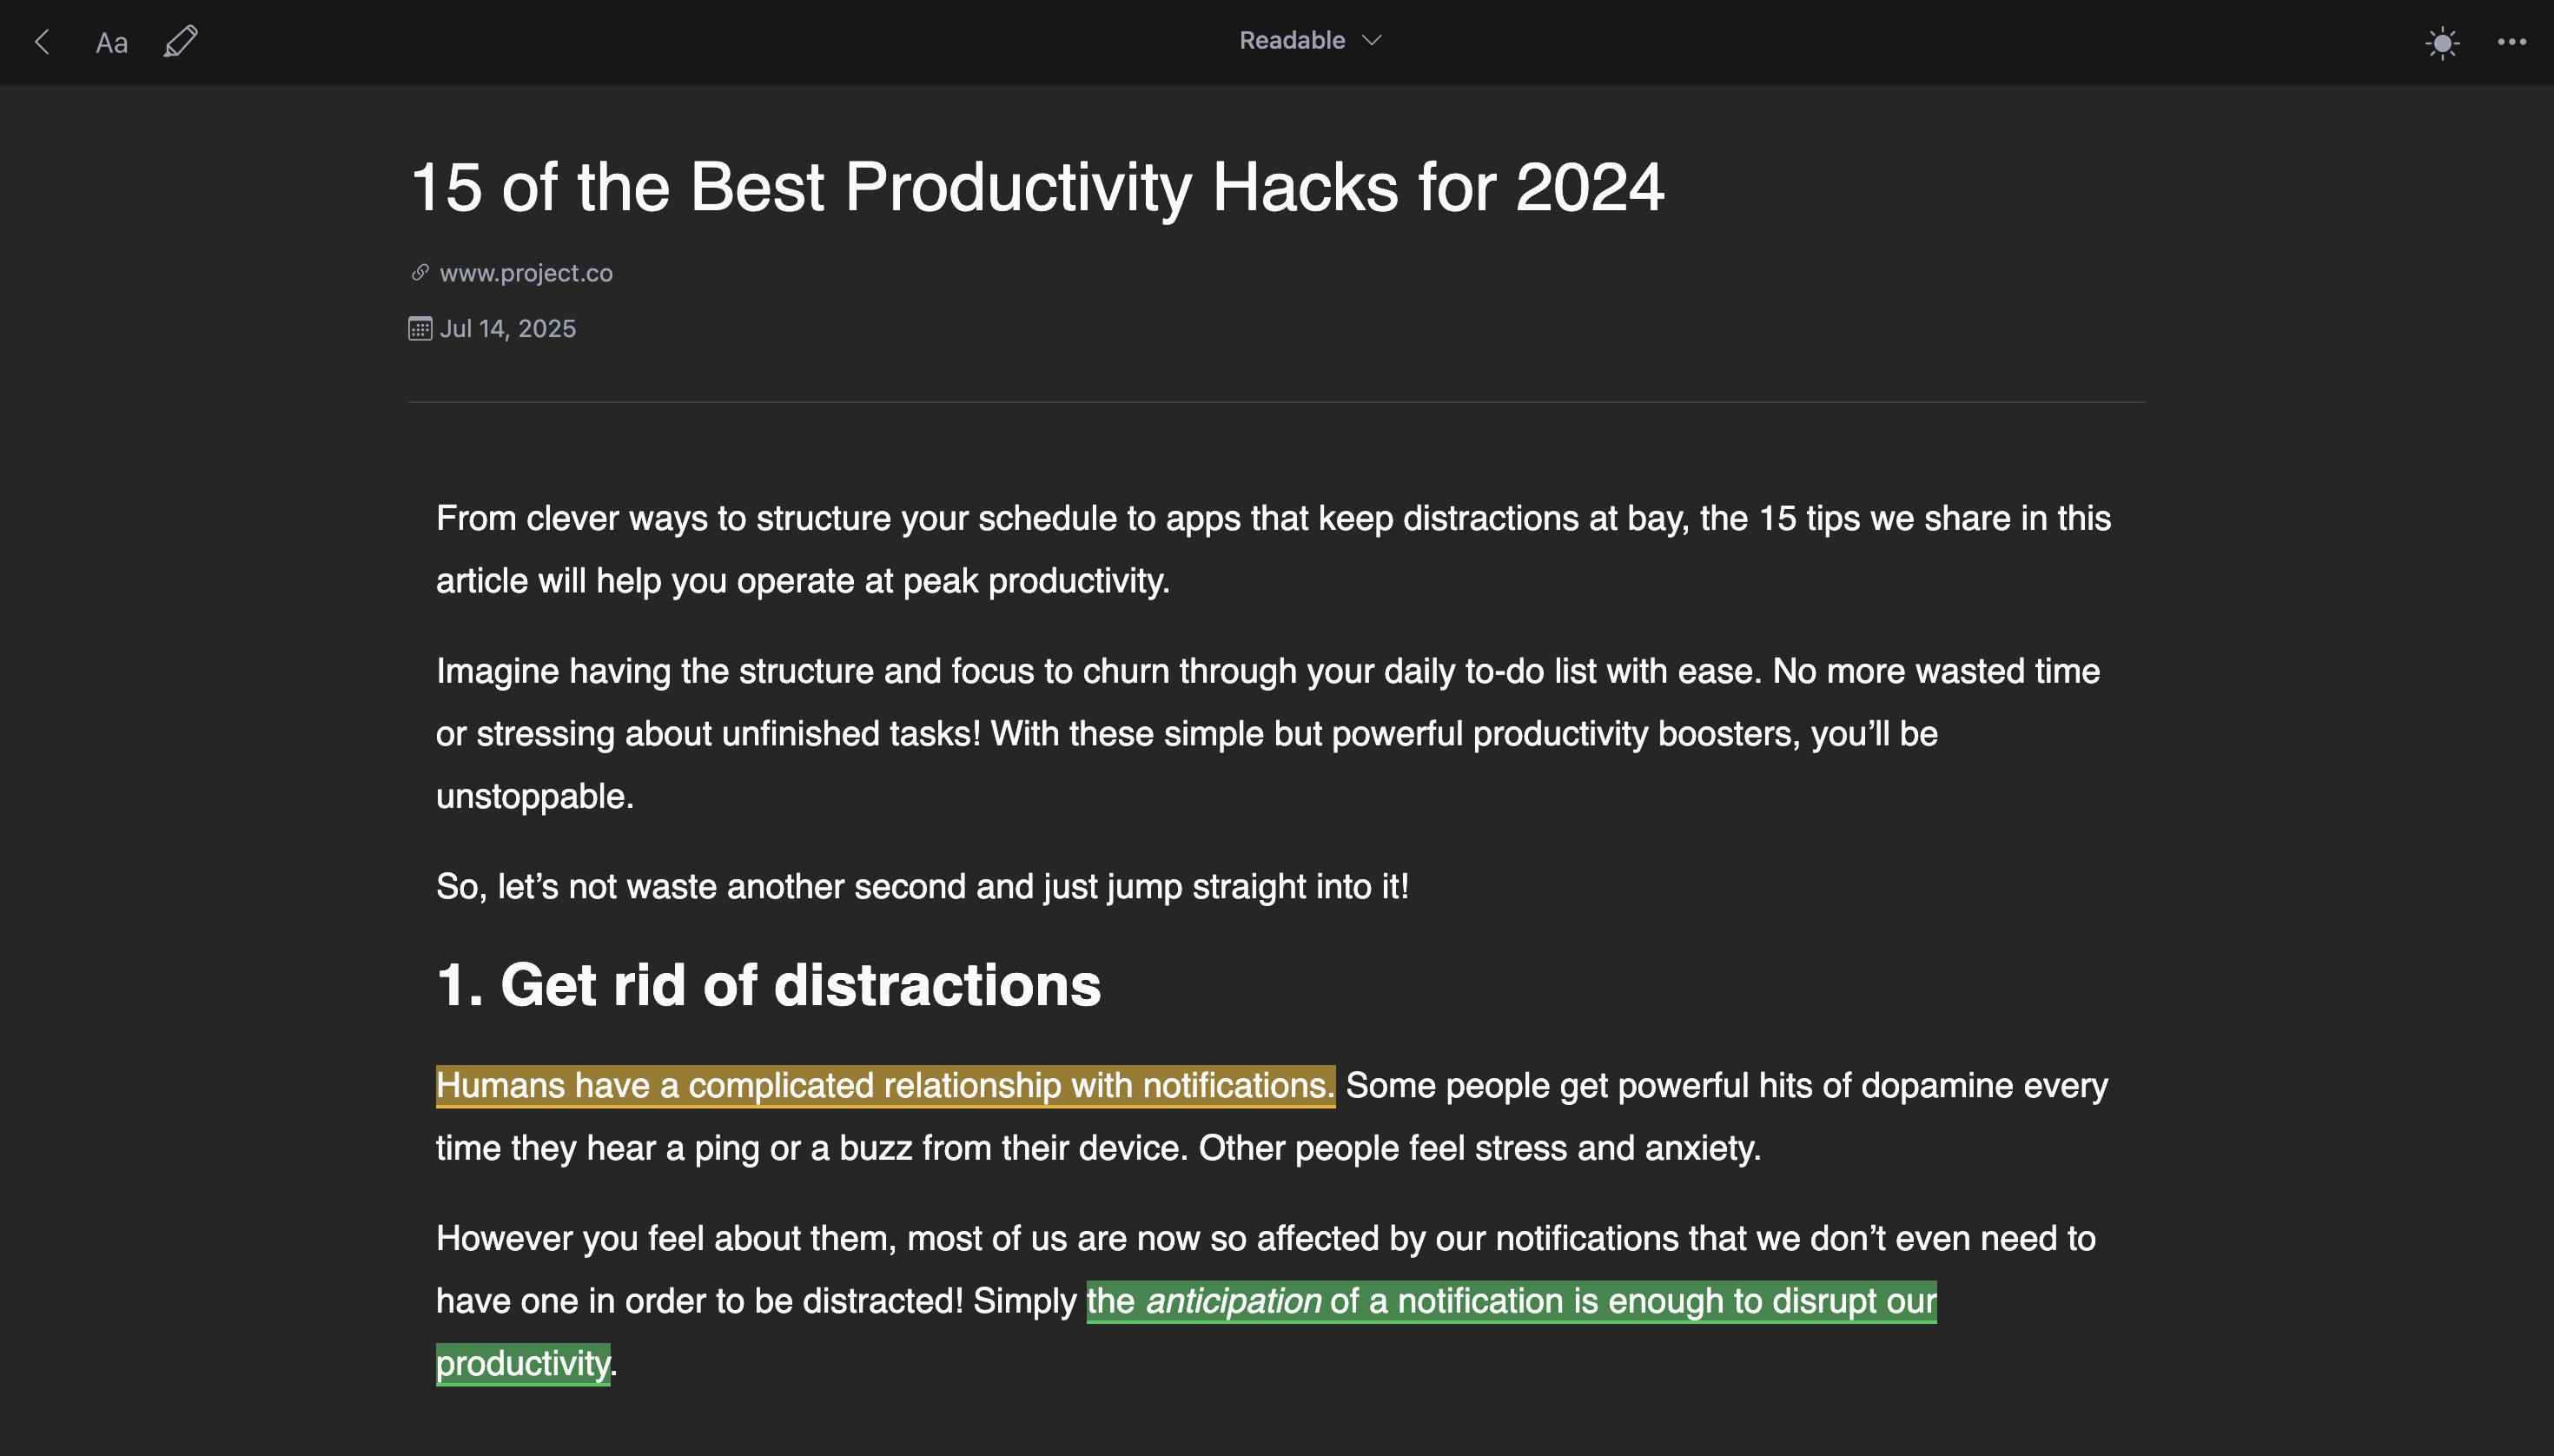 Aa
Readable
15 of the Best Productivity Hacks for 2024
www.project.co
Jul 14, 2025
From clever ways to structure your schedule to apps that keep distractions at bay, the 15 tips we share in this
article will help you operate at peak productivity.
Imagine having the structure and focus to churn through your daily to-do list with ease. No more wasted time
or stressing about unfinished tasks! With these simple but powerful productivity boosters, you’ll be
unstoppable.
So, let’s not waste another second and just jump straight into it!
1. Get rid of distractions
Humans have a complicated relationship with notifications. Some people get powerful hits of dopamine every
time they hear a ping or a buzz from their device. Other people feel stress and anxiety.
However you feel about them, most of us are now so affected by our notifications that we don’t even need to
have one in order to be distracted! Simply the anticipation of a notification is enough to disrupt our
productivity.